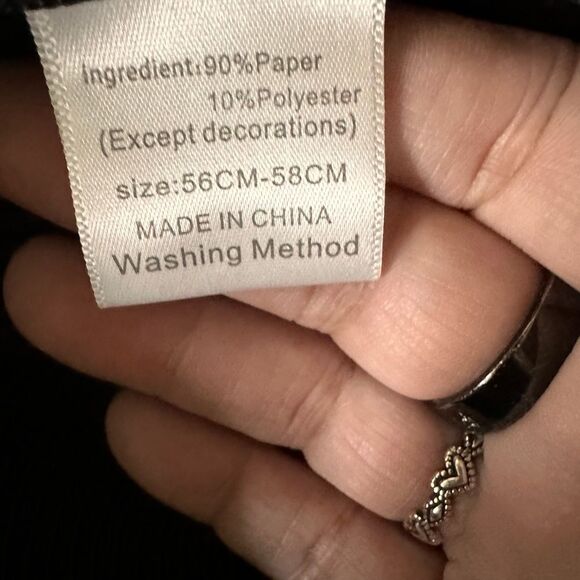 ingredient:90%Paper
10%Polyester
(Except decorations)
size:56CM-58CM
MADE IN CHINA
Washing Method